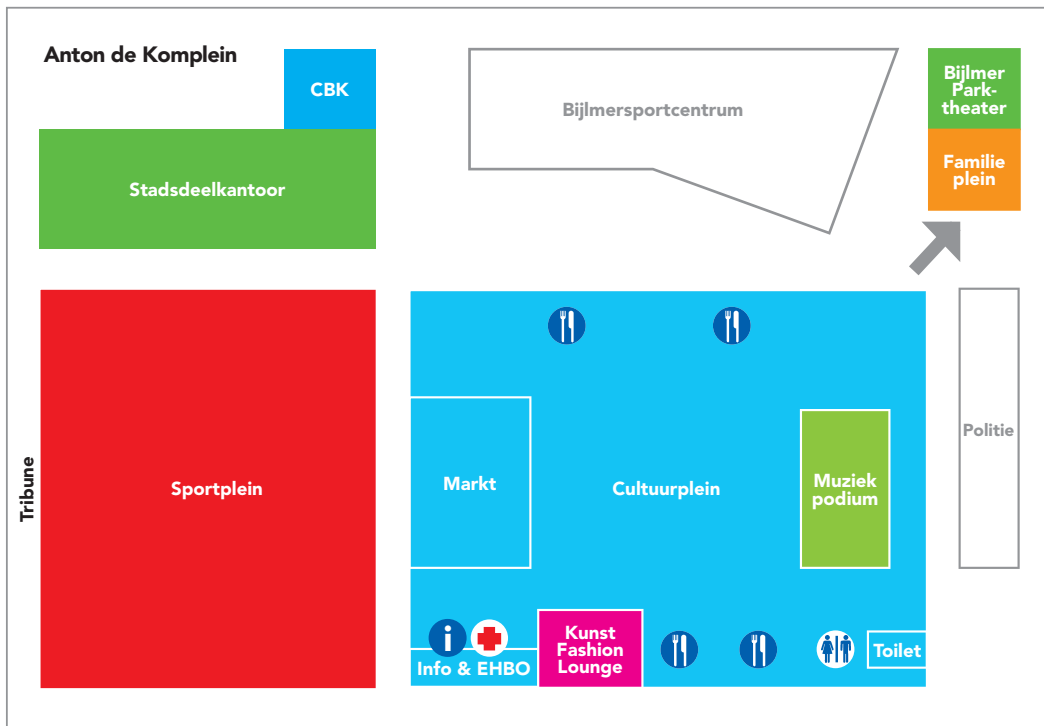 Anton de Komplein
CBK
Stadsdeelkantoor
Bijlmersportcentrum
Bijlmer
Park-
theater
Familie
plein
Tribune
Sportplein
Markt
Cultuurplein
Muziek
podium
Politie
i
Info & EHBO
Kunst
Fashion
Lounge
Toilet